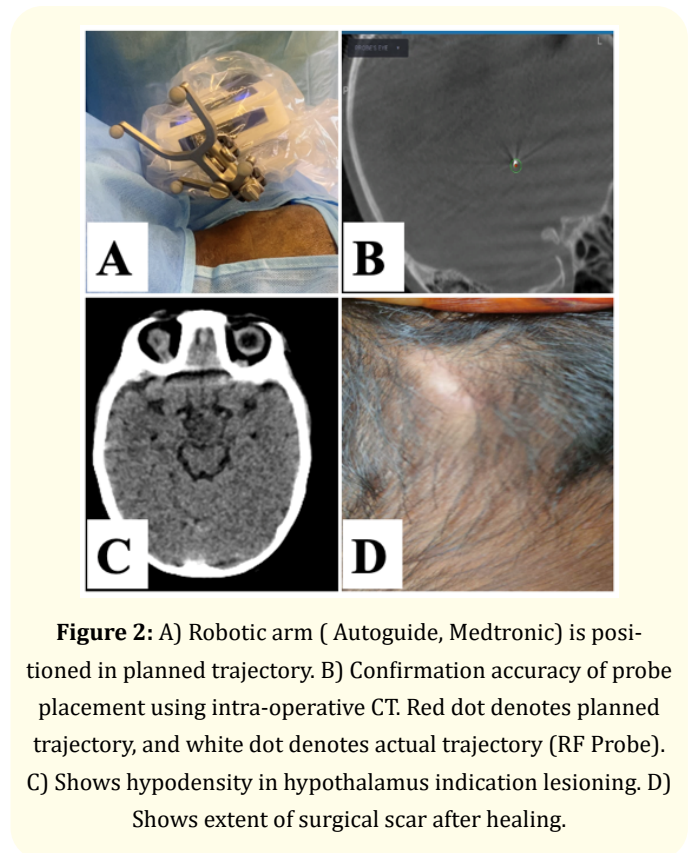 L
A
B
C
D
Figure 2: A) Robotic arm ( Autoguide, Medtronic) is posi-
tioned in planned trajectory. B) Confirmation accuracy of probe
placement using intra-operative CT. Red dot denotes planned
trajectory, and white dot denotes actual trajectory (RF Probe).
C) Shows hypodensity in hypothalamus indication lesioning. D)
Shows extent of surgical scar after healing.